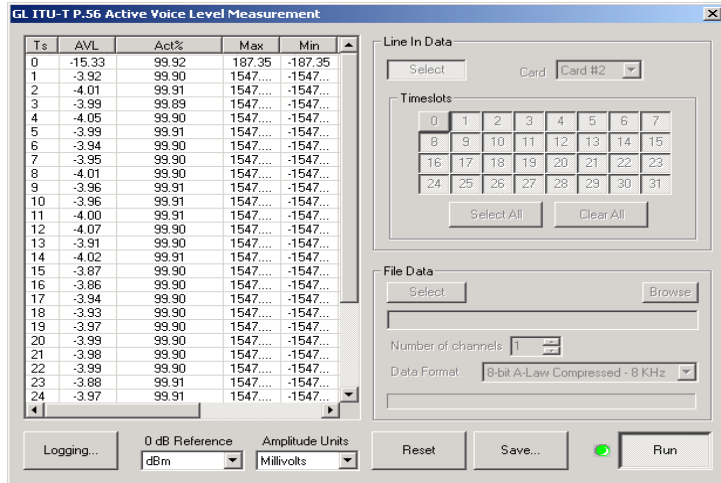 GL ITU-T P.56 Active Voice Level Measurement
Ts AVL Act% Max Min
0 -15.33 99.92 187.35 -187.35
1 -3.92 99.90 1547.... -1547...
2 -4.01 99.91 1547.... -1547...
3 -3.99 99.89 1547.... -1547...
4 -4.05 99.90 1547.... -1547...
5 -3.99 99.91 1547.... -1547...
6 -3.94 99.90 1547.... -1547...
7 -3.95 99.90 1547.... -1547...
8 -4.01 99.90 1547.... -1547...
9 -3.96 99.91 1547.... -1547...
10 -3.96 99.91 1547.... -1547...
11 -4.00 99.91 1547.... -1547...
12 -4.07 99.90 1547.... -1547...
13 -3.91 99.90 1547.... -1547...
14 -4.02 99.91 1547.... -1547...
15 -3.87 99.90 1547.... -1547...
16 -3.86 99.90 1547.... -1547...
17 -3.94 99.90 1547.... -1547...
18 -3.93 99.90 1547.... -1547...
19 -3.97 99.90 1547.... -1547...
20 -3.99 99.90 1547.... -1547...
21 -3.98 99.90 1547.... -1547...
22 -3.99 99.90 1547.... -1547...
23 -3.88 99.91 1547.... -1547...
24 -3.97 99.91 1547.... -1547...
Line In Data
Select Card Card #2
Timeslots
0 1 2 3 4 5 6 7
8 9 10 11 12 13 14 15
16 17 18 19 20 21 22 23
24 25 26 27 28 29 30 31
Select All Clear All
File Data
Select Browse
Number of channels 1
Data Format 8-bit A-Law Compressed - 8 KHz
Logging...
0 dB Reference
dBm
Amplitude Units
Millivolts
Reset Save... Run